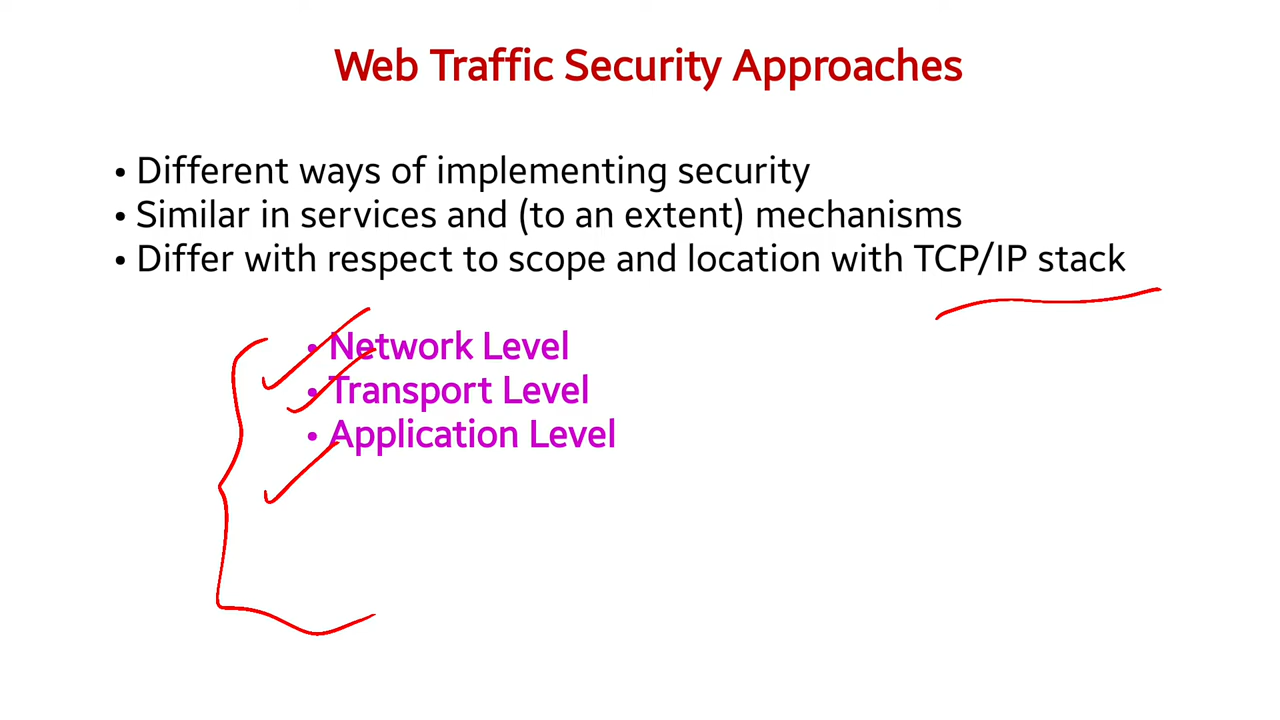 Web Traffic Security Approaches
• Different ways of implementing security
• Similar in services and (to an extent) mechanisms
• Differ with respect to scope and location with TCP/IP stack
• Network Level
• Transport Level
• Application Level